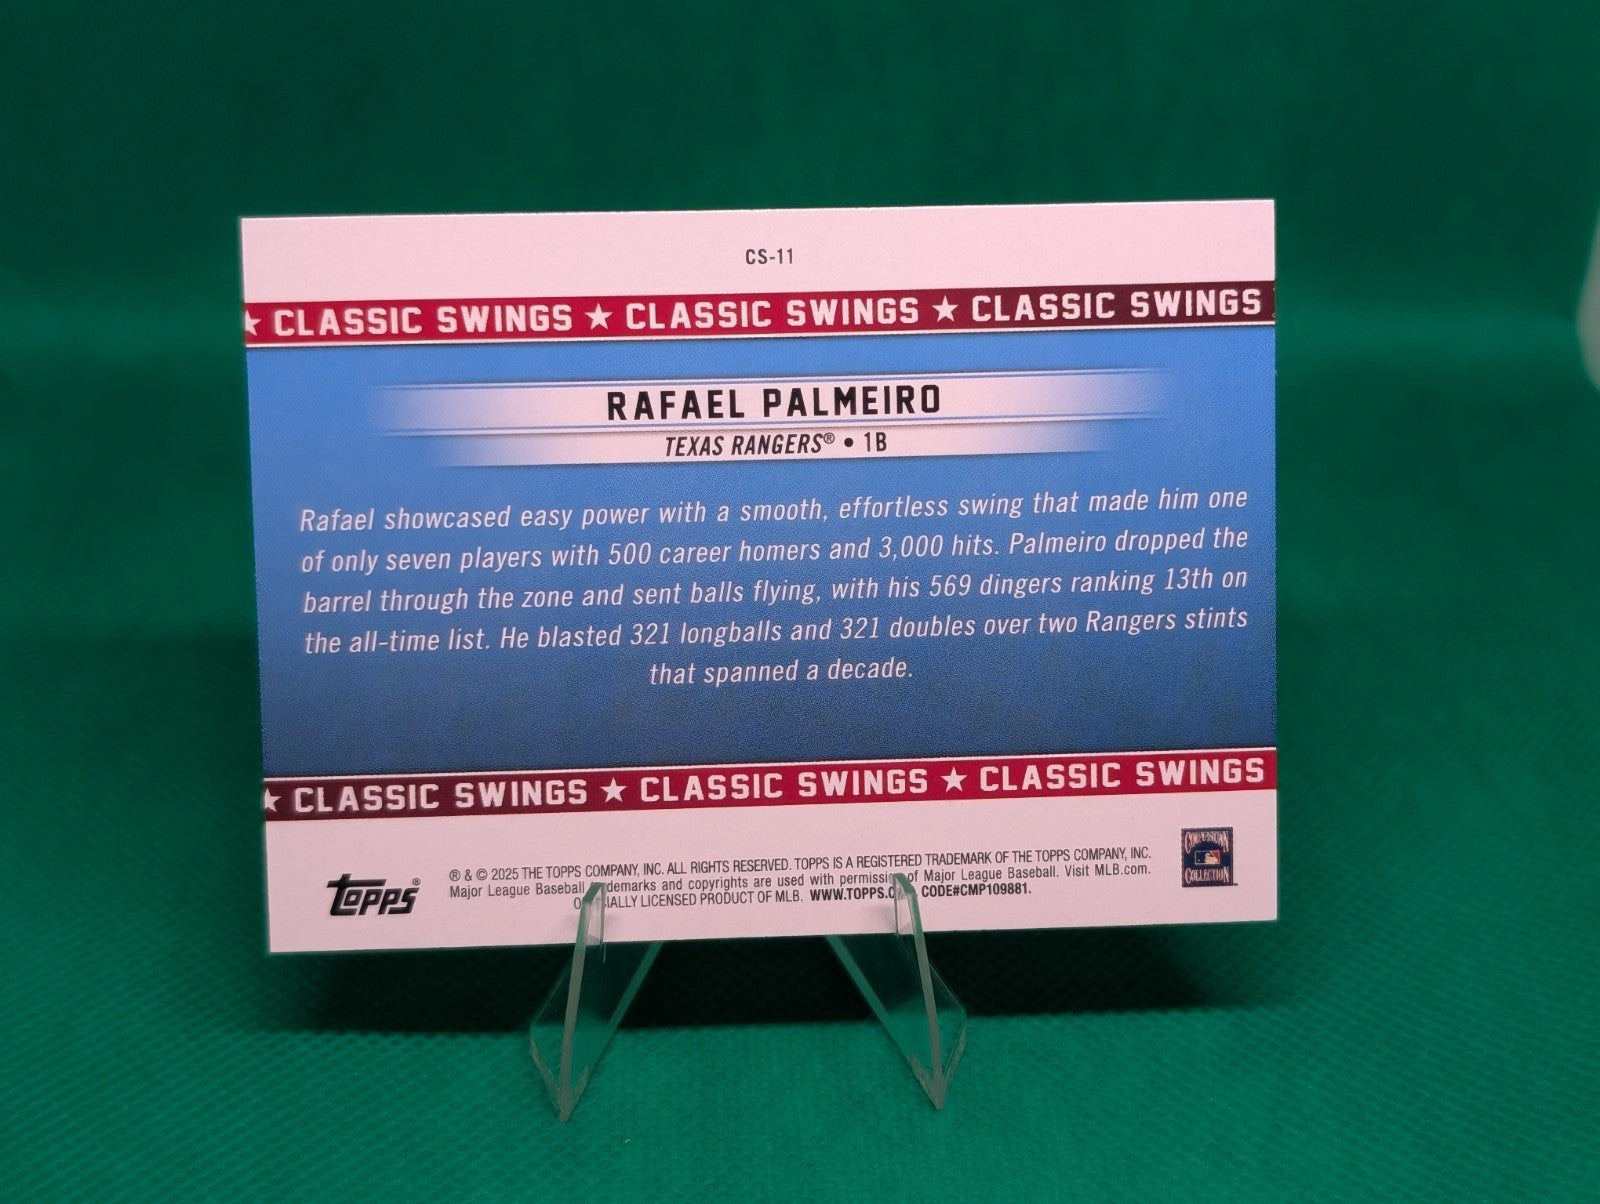 CS-11
★ CLASSIC SWINGS ★ CLASSIC SWINGS ★ CLASSIC SWINGS
RAFAEL PALMEIRO
TEXAS RANGERS® • 1B
Rafael showcased easy power with a smooth, effortless swing that made him one
of only seven players with 500 career homers and 3,000 hits. Palmeiro dropped the
barrel through the zone and sent balls flying, with his 569 dingers ranking 13th on
the all-time list. He blasted 321 longballs and 321 doubles over two Rangers stints
that spanned a decade.
★ CLASSIC SWINGS ★ CLASSIC SWINGS ★ CLASSIC SWINGS
Topps®
® & © 2025 THE TOPPS COMPANY, INC. ALL RIGHTS RESERVED. TOPPS IS A REGISTERED TRADEMARK OF THE TOPPS COMPANY, INC.
Major League Baseball demarks and copyrights are used with permission of Major League Baseball. Visit MLB.com.
IALLY LICENSED PRODUCT OF MLB. WWW.TOPPS.C CODE#CMP109881.
COOPERSTOWN
COLLECTION